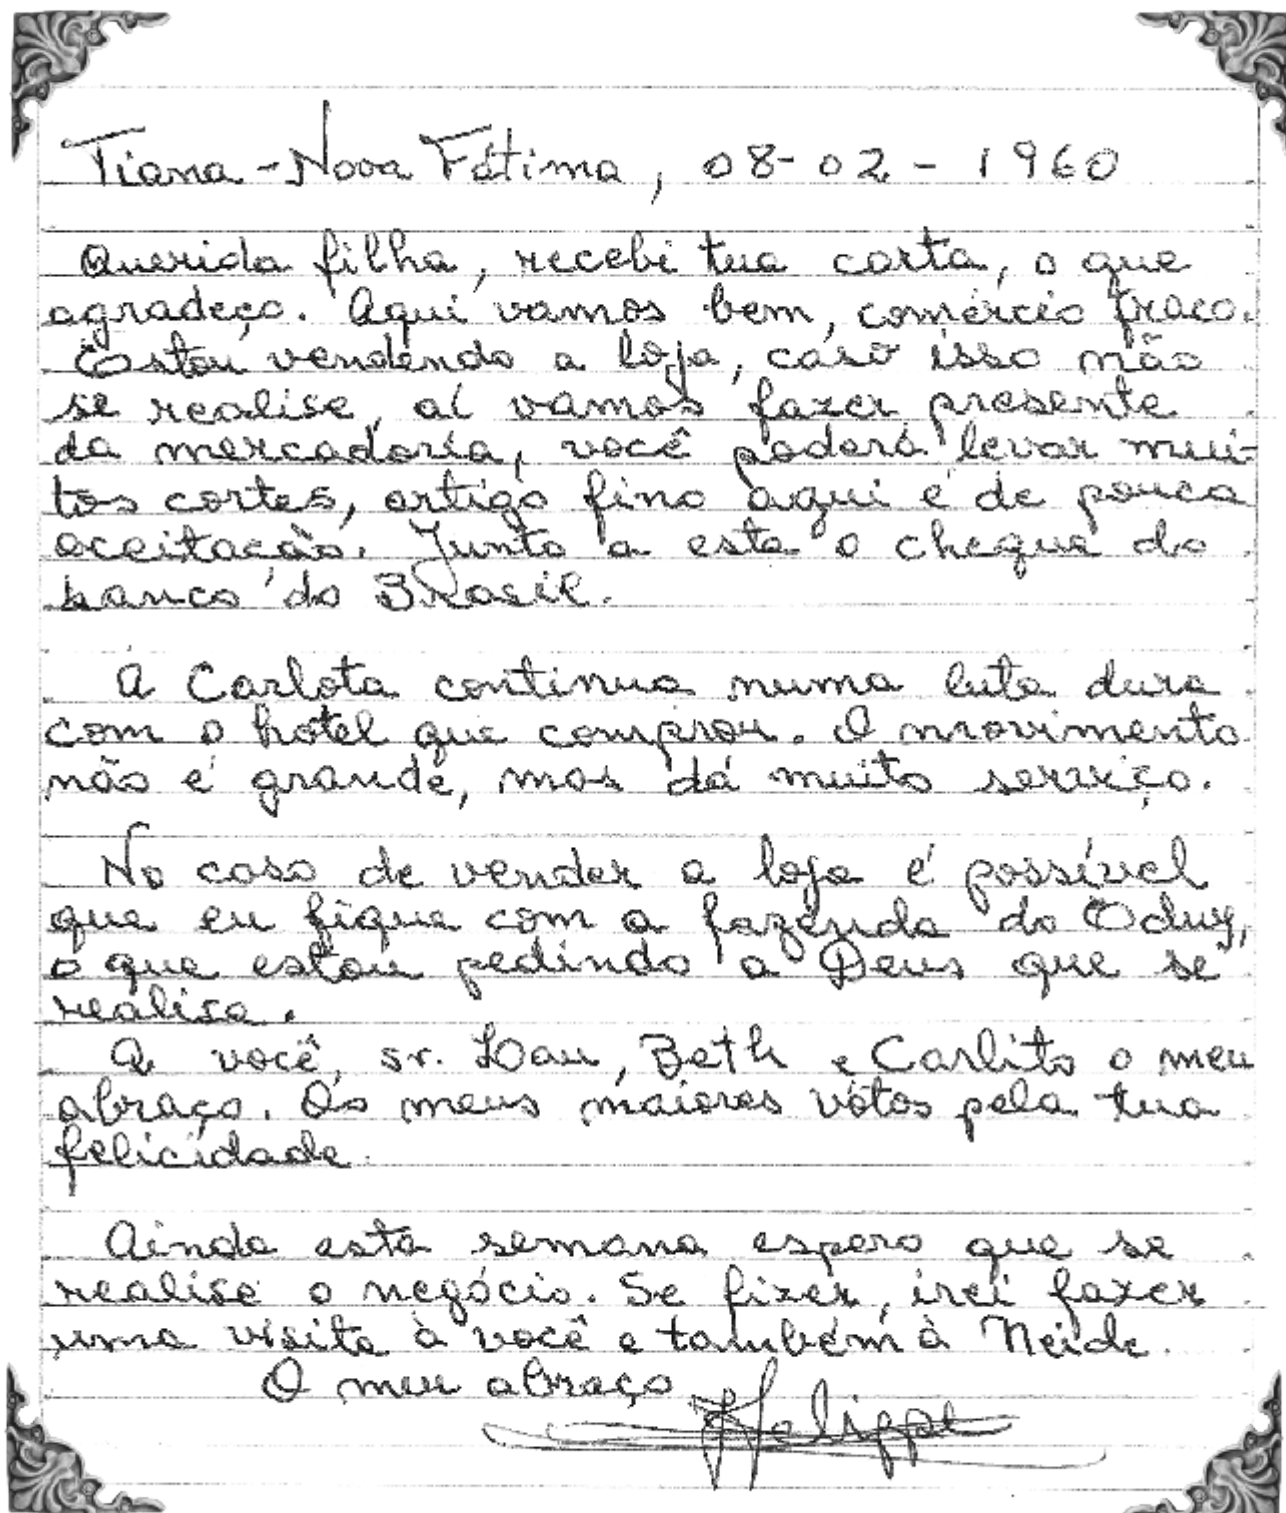 Tiana - Nova Fátima, 08-02-1960
Querida filha, recebi tua carta, o que
agradeço. Aqui vamos bem, comércio fraco.
Estou vendendo a loja, caso isso não
se realise, aí vamos fazer presente
da mercadoria, você poderá levar mui-
tos cortes, artigo fino aqui é de pouca
aceitação. Junto a esta o cheque do
banco do Brasil.
A Carlota continua numa luta dura
com o hotel que comprou. O movimento
não é grande, mas dá muito serviço.
No caso de vender a loja é possível
que eu fique com a fazenda do
o que estou pedindo a Deus que se
realise.
A você, sr. Lau, Beth e Carlito o meu
abraço. Os meus maiores vótos pela tua
felicidade.
Ainda esta semana espero que se
realise o negócio. Se fizer, irei fazer
uma visita à você e também à Neide.
O meu abraço
Felippe